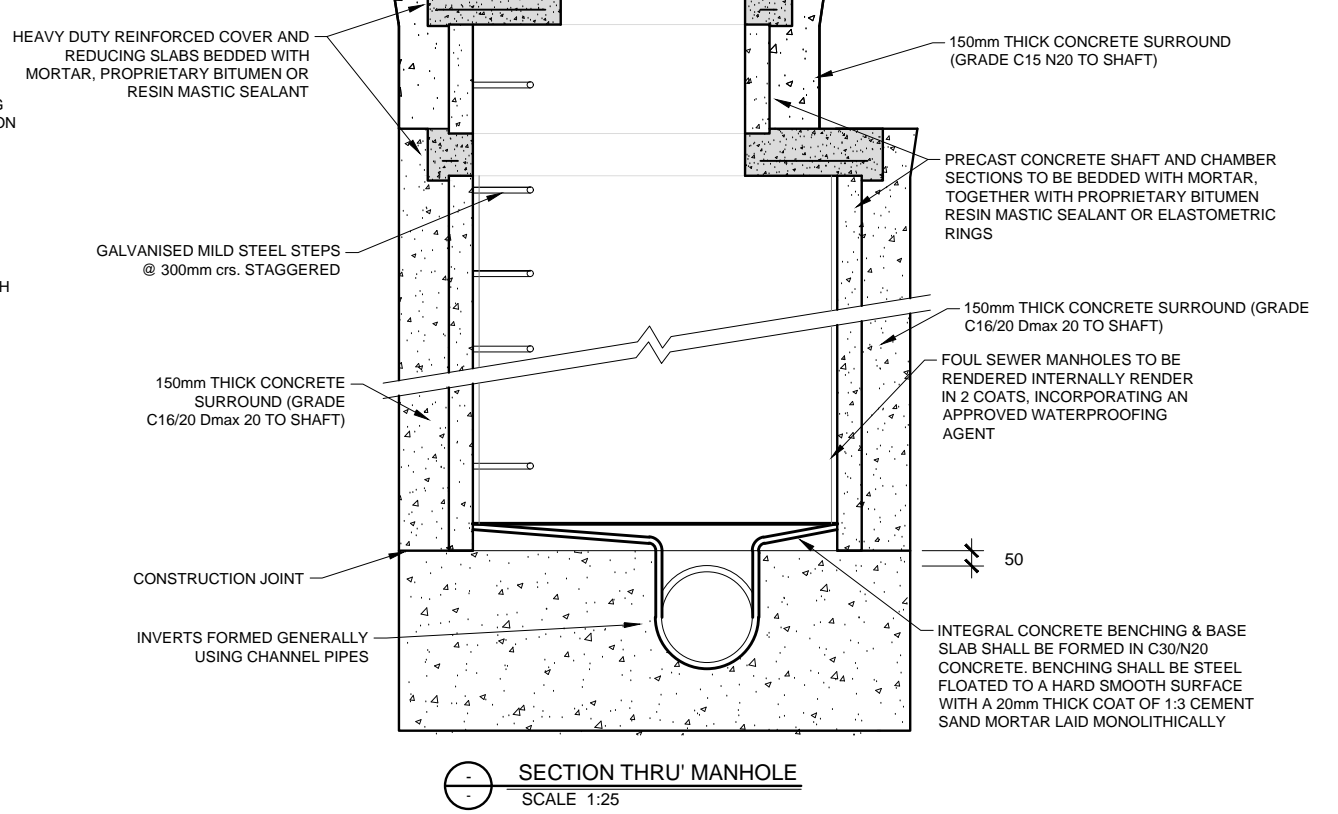 HEAVY DUTY REINFORCED COVER AND
REDUCING SLABS BEDDED WITH
MORTAR, PROPRIETARY BITUMEN OR
RESIN MASTIC SEALANT
G
ON
GALVANISED MILD STEEL STEPS
@ 300mm crs. STAGGERED
H
150mm THICK CONCRETE
SURROUND (GRADE
C16/20 Dmax 20 TO SHAFT)
CONSTRUCTION JOINT
INVERTS FORMED GENERALLY
USING CHANNEL PIPES
150mm THICK CONCRETE SURROUND
(GRADE C15 N20 TO SHAFT)
PRECAST CONCRETE SHAFT AND CHAMBER
SECTIONS TO BE BEDDED WITH MORTAR,
TOGETHER WITH PROPRIETARY BITUMEN
RESIN MASTIC SEALANT OR ELASTOMETRIC
RINGS
150mm THICK CONCRETE SURROUND (GRADE
C16/20 Dmax 20 TO SHAFT)
FOUL SEWER MANHOLES TO BE
RENDERED INTERNALLY RENDER
IN 2 COATS, INCORPORATING AN
APPROVED WATERPROOFING
AGENT
50
INTEGRAL CONCRETE BENCHING & BASE
SLAB SHALL BE FORMED IN C30/N20
CONCRETE. BENCHING SHALL BE STEEL
FLOATED TO A HARD SMOOTH SURFACE
WITH A 20mm THICK COAT OF 1:3 CEMENT
SAND MORTAR LAID MONOLITHICALLY
-
-
SECTION THRU' MANHOLE
SCALE 1:25